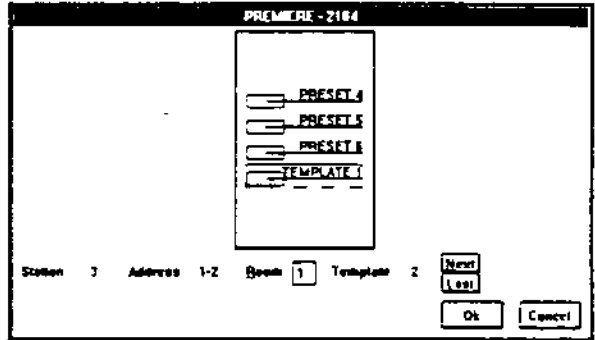 PREMIERE - 2184
PRESET 4
PRESET 5
PRESET 6
TEMPLATE 1
Station 3 Address 1-2 Room 1 Template 2
Next
Last
Ok Cancel